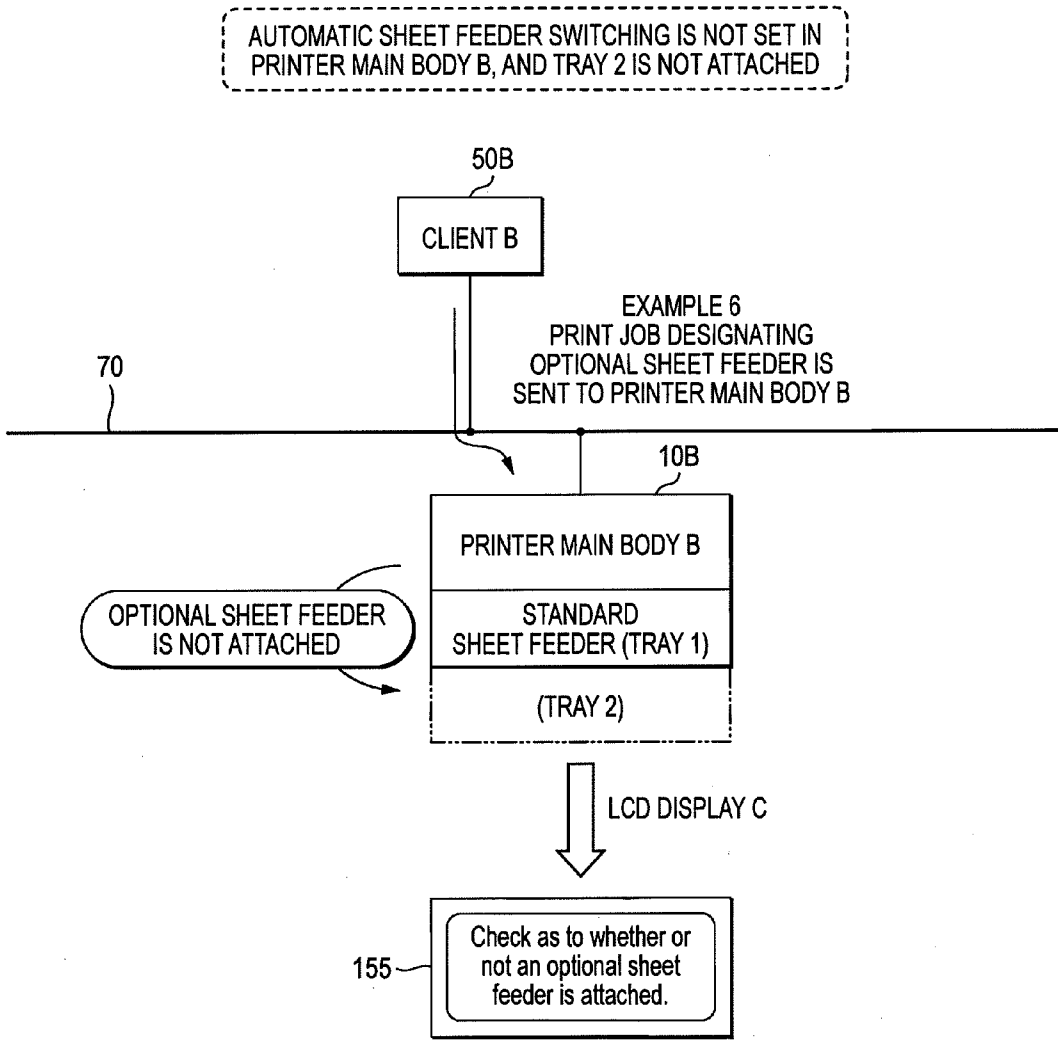 AUTOMATIC SHEET FEEDER SWITCHING IS NOT SET IN
PRINTER MAIN BODY B, AND TRAY 2 IS NOT ATTACHED
50B
CLIENT B
EXAMPLE 6
PRINT JOB DESIGNATING
OPTIONAL SHEET FEEDER IS
SENT TO PRINTER MAIN BODY B
70
10B
PRINTER MAIN BODY B
OPTIONAL SHEET FEEDER
IS NOT ATTACHED
STANDARD
SHEET FEEDER (TRAY 1)
(TRAY 2)
LCD DISPLAY C
155
Check as to whether or
not an optional sheet
feeder is attached.